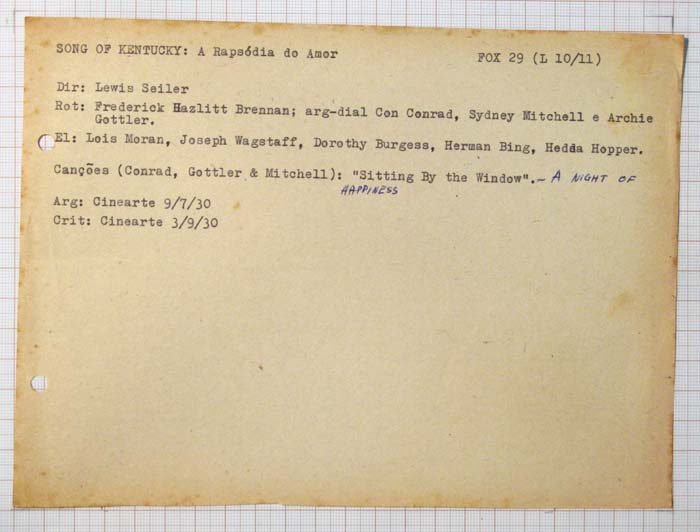 SONG OF KENTUCKY: A Rapsódia do Amor FOX 29 (L 10/11)
Dir: Lewis Seiler
Rot: Frederick Hazlitt Brennan; arg-dial Con Conrad, Sydney Mitchell e Archie
Gottler.
El: Lois Moran, Joseph Wagstaff, Dorothy Burgess, Herman Bing, Hedda Hopper.
Canções (Conrad, Gottler & Mitchell): "Sitting By the Window".- A NIGHT OF
HAPPINESS
Arg: Cinearte 9/7/30
Crit: Cinearte 3/9/30